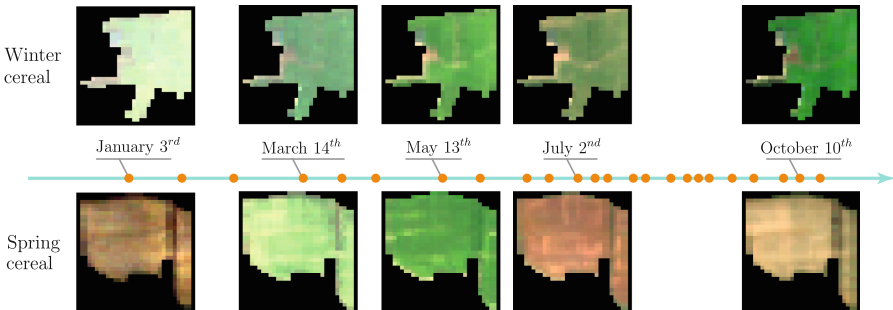 Winter
cereal
January 3rd
March 14th
May 13th
July 2nd
October 10th
Spring
cereal